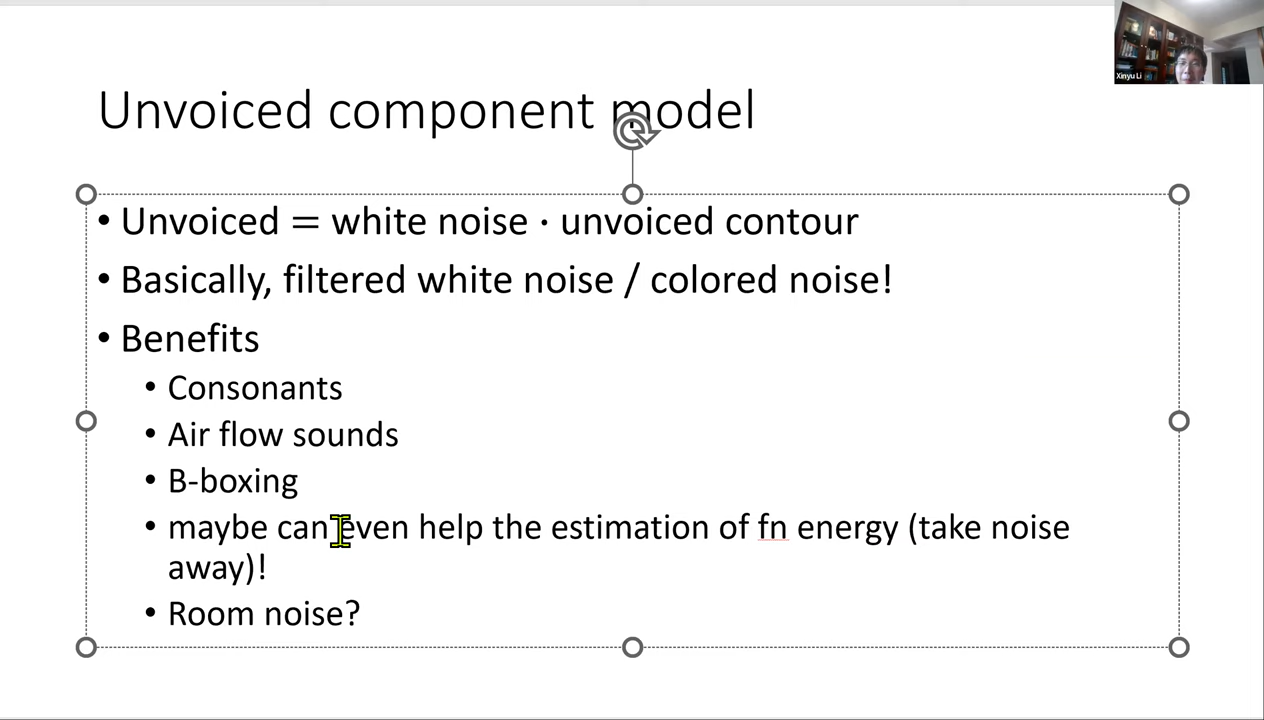 Xinyu Li
Unvoiced component model
• Unvoiced = white noise · unvoiced contour
• Basically, filtered white noise / colored noise!
• Benefits
• Consonants
• Air flow sounds
• B-boxing
• maybe can even help the estimation of fn energy (take noise
away)!
• Room noise?